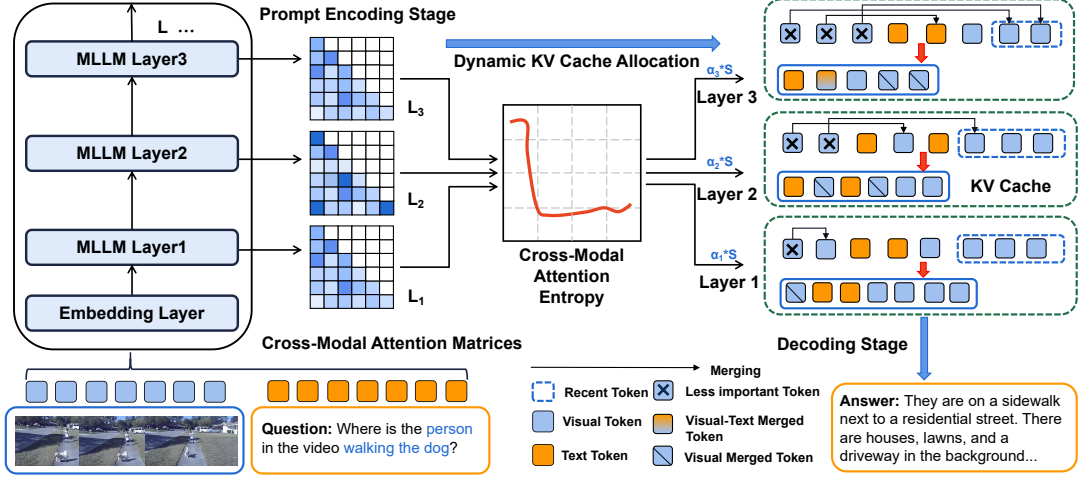 L ...
MLLM Layer3
MLLM Layer2
MLLM Layer1
Embedding Layer
Prompt Encoding Stage
L3
L2
L1
Cross-Modal Attention Matrices
Dynamic KV Cache Allocation
Cross-Modal
Attention
Entropy
α3*S
Layer 3
α2*S
Layer 2
α1*S
Layer 1
KV Cache
Decoding Stage
Merging
Recent Token
Less important Token
Visual Token
Visual-Text Merged
Token
Text Token
Visual Merged Token
Question: Where is the person
in the video walking the dog?
Answer: They are on a sidewalk
next to a residential street. There
are houses, lawns, and a
driveway in the background...